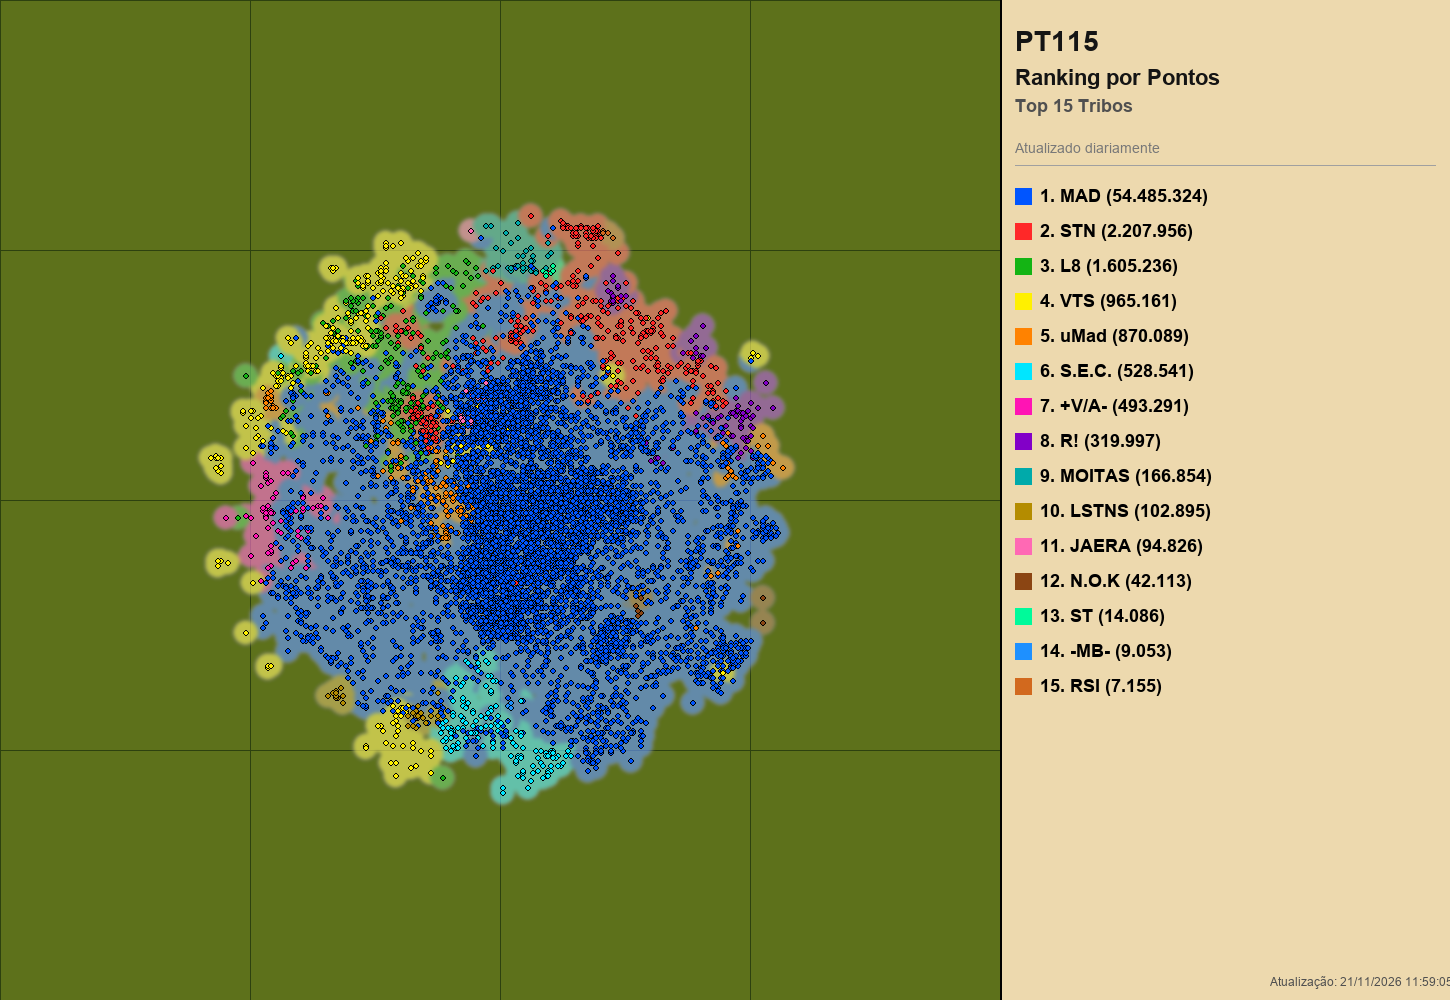 PT115
Ranking por Pontos
Top 15 Tribos
Atualizado diariamente
1. MAD (54.485.324)
2. STN (2.207.956)
3. L8 (1.605.236)
4. VTS (965.161)
5. uMad (870.089)
6. S.E.C. (528.541)
7. +V/A- (493.291)
8. R! (319.997)
9. MOITAS (166.854)
10. LSTNS (102.895)
11. JAERA (94.826)
12. N.O.K (42.113)
13. ST (14.086)
14. -MB- (9.053)
15. RSI (7.155)
Atualização: 21/11/2026 11:59:05